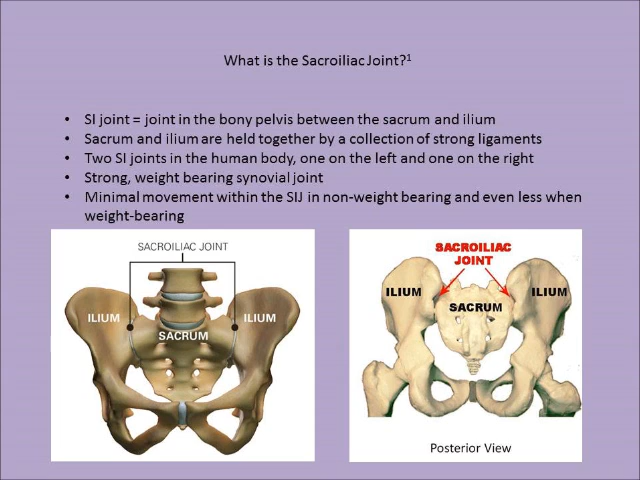 What is the Sacroiliac Joint?¹
• SI joint = joint in the bony pelvis between the sacrum and ilium
• Sacrum and ilium are held together by a collection of strong ligaments
• Two SI joints in the human body, one on the left and one on the right
• Strong, weight bearing synovial joint
• Minimal movement within the SIJ in non-weight bearing and even less when
weight-bearing
SACROILIAC JOINT
ILIUM
ILIUM
SACRUM
SACROILIAC
JOINT
ILIUM
ILIUM
SACRUM
Posterior View